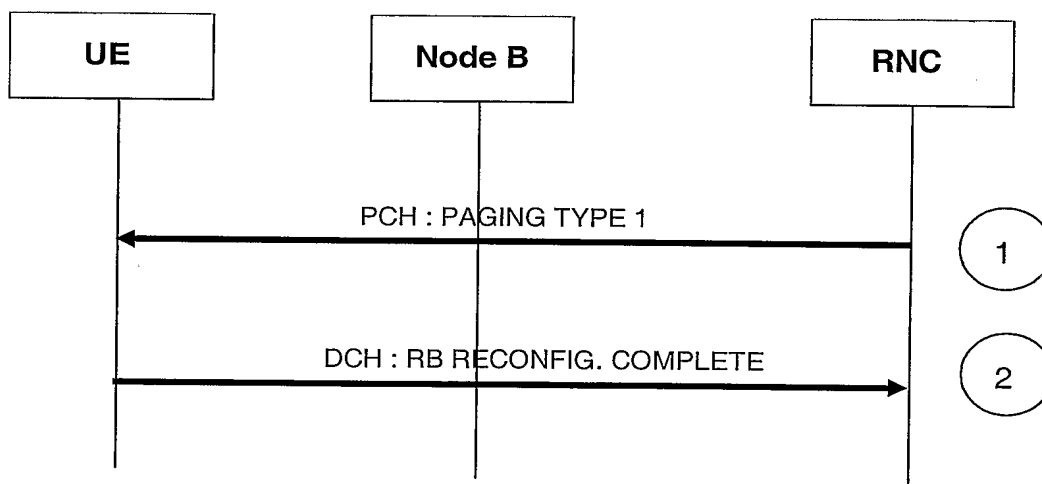 UE
Node B
RNC
PCH : PAGING TYPE 1
1
DCH : RB RECONFIG. COMPLETE
2